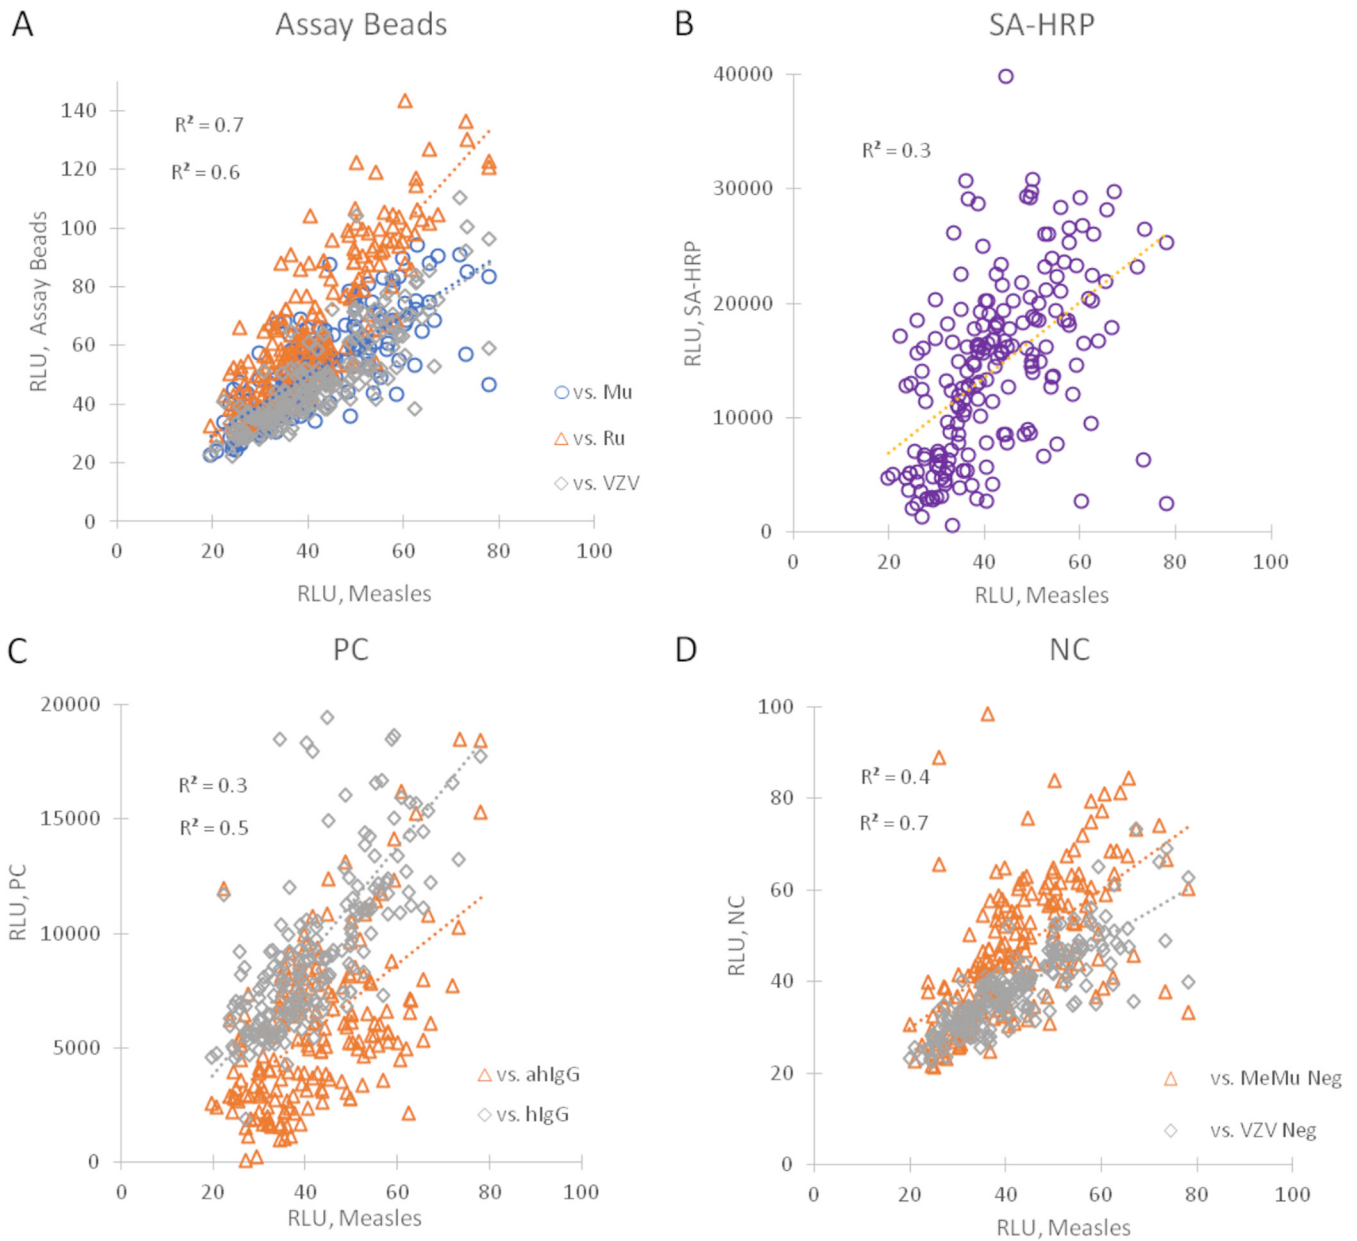 A
Assay Beads
R² = 0.7
R² = 0.6
RLU, Assay Beads
140
120
100
80
60
40
20
0
0 20 40 60 80 100
RLU, Measles
vs. Mu
vs. Ru
vs. VZV
B
SA-HRP
R² = 0.3
RLU, SA-HRP
40000
30000
20000
10000
0
0 20 40 60 80 100
RLU, Measles
C
PC
R² = 0.3
R² = 0.5
RLU, PC
20000
15000
10000
5000
0
0 20 40 60 80 100
RLU, Measles
vs. ahIgG
vs. hIgG
D
NC
R² = 0.4
R² = 0.7
RLU, NC
100
80
60
40
20
0
0 20 40 60 80 100
RLU, Measles
vs. MeMu Neg
vs. VZV Neg